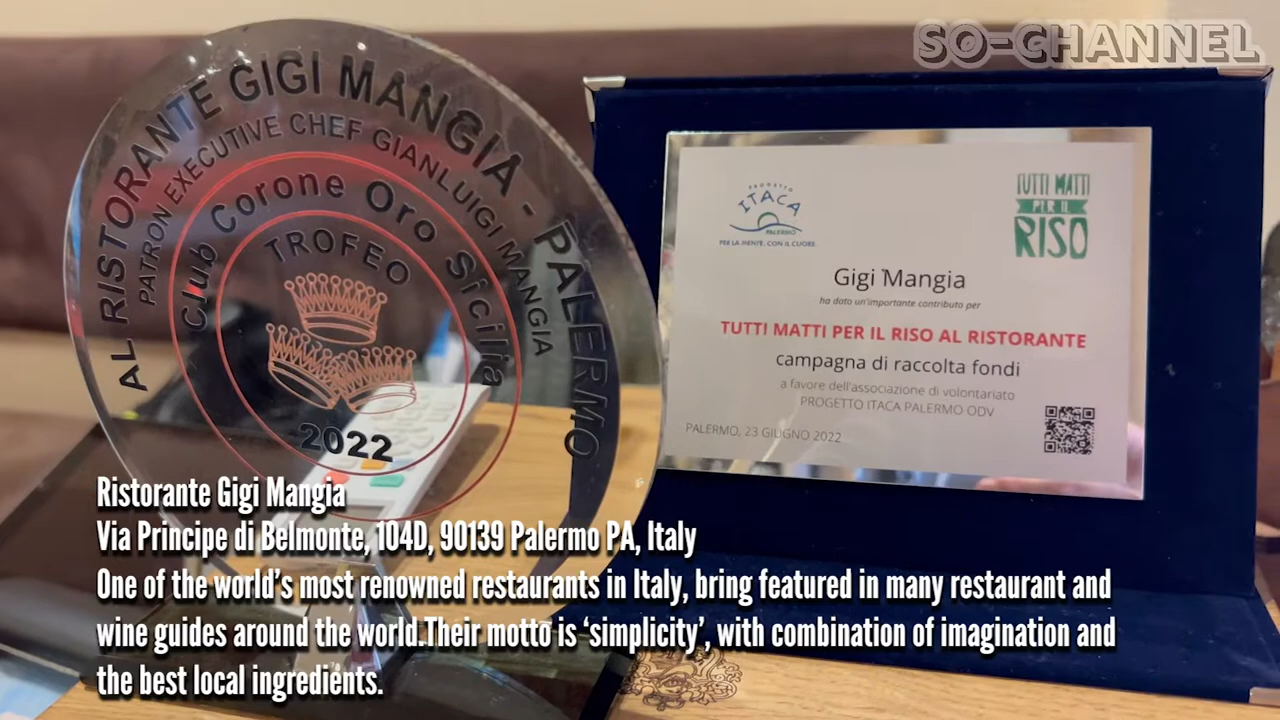 SO-CHANNEL
AL RISTORANTE GIGI MANGIA - PALERMO
PATRON EXECUTIVE CHEF GIANLUIGI MANGIA
Club Corone Oro Sicilia
TROFEO
2022
PROGETTO
ITACA
PALERMO
PER LA MENTE, CON IL CUORE
TUTTI MATTI
PER IL
RISO
Gigi Mangia
ha dato un'importante contributo per
TUTTI MATTI PER IL RISO AL RISTORANTE
campagna di raccolta fondi
a favore dell'associazione di volontariato
PROGETTO ITACA PALERMO ODV
PALERMO, 23 GIUGNO 2022
Ristorante Gigi Mangia
Via Principe di Belmonte, 104D, 90139 Palermo PA, Italy
One of the world’s most renowned restaurants in Italy, bring featured in many restaurant and
wine guides around the world.Their motto is ‘simplicity’, with combination of imagination and
the best local ingredients.